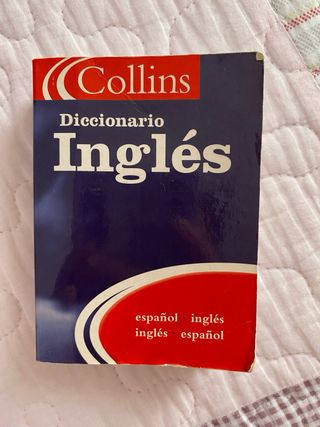 Collins
Diccionario
Inglés
español · inglés
inglés · español